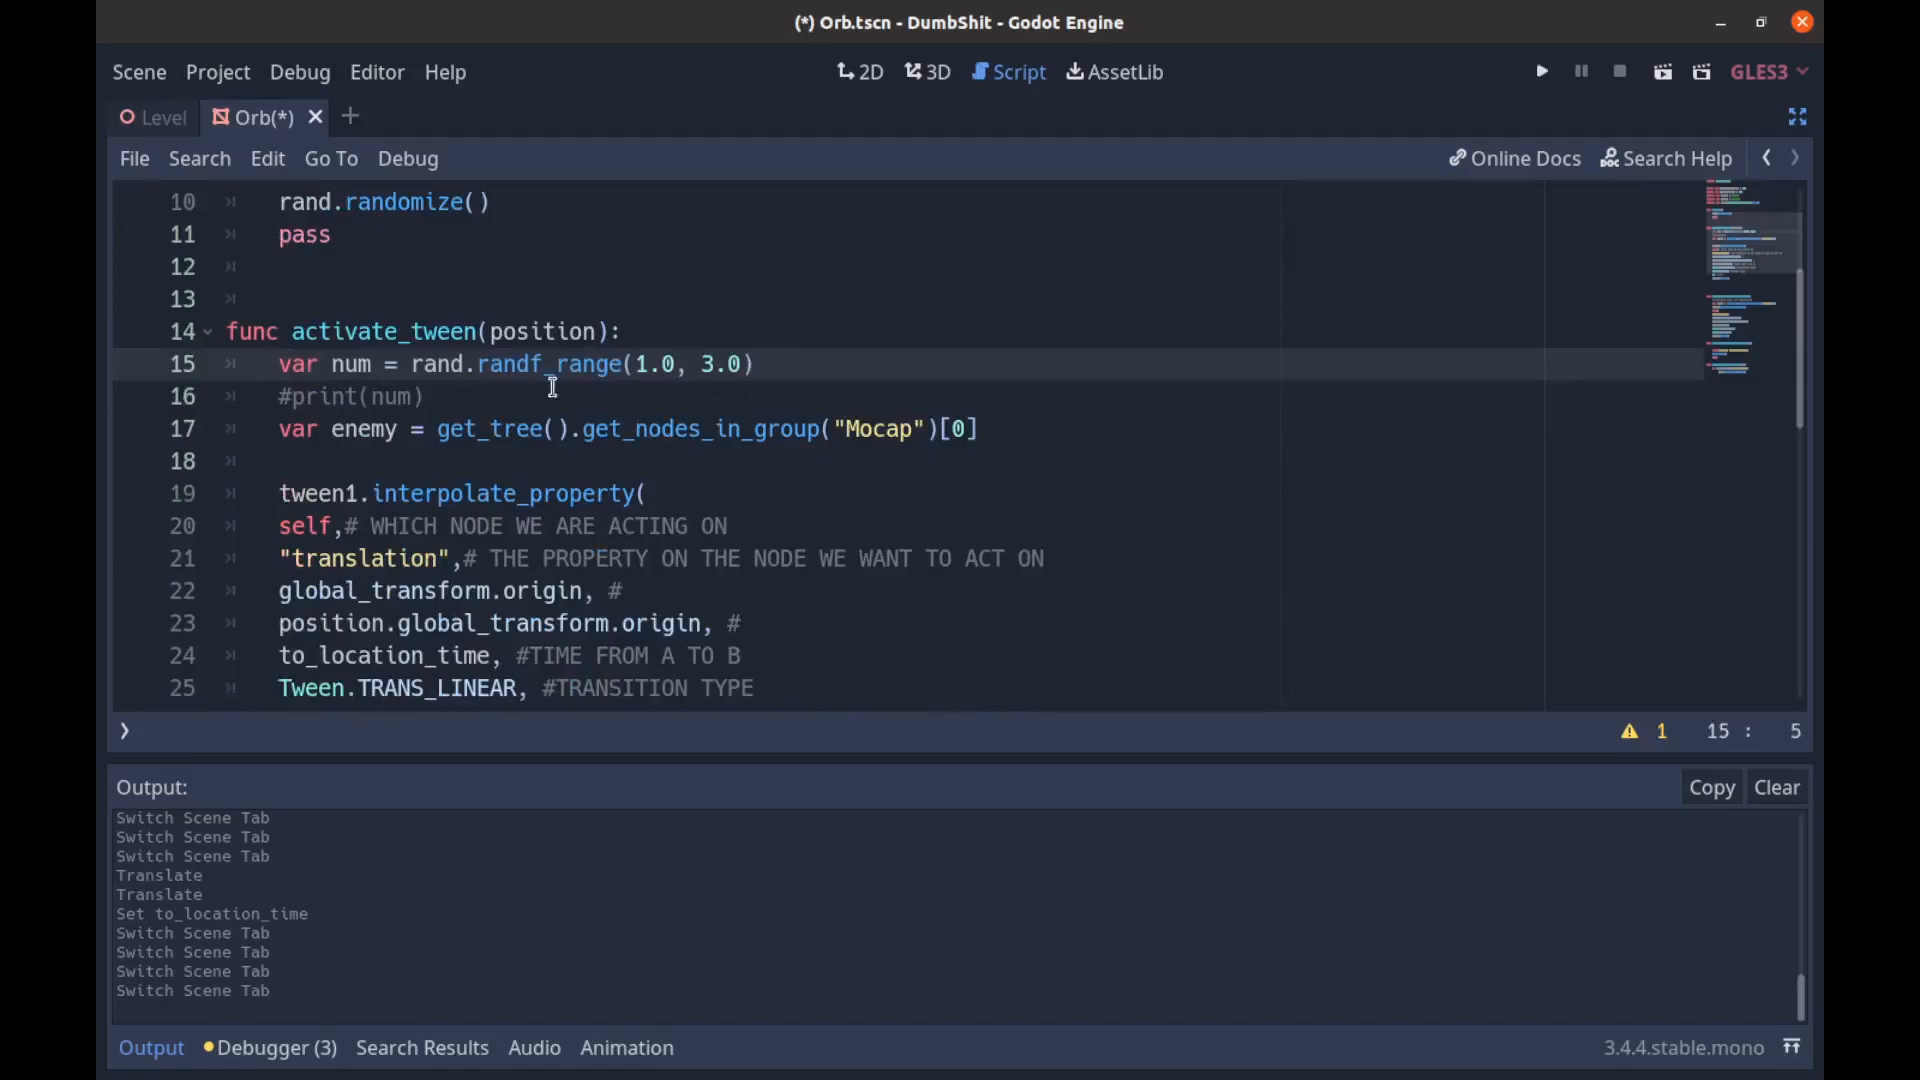 (*) Orb.tscn - DumbShit - Godot Engine
Scene Project Debug Editor Help 2D 3D Script AssetLib GLES3
Level Orb(*)
File Search Edit Go To Debug Online Docs Search Help
10 rand.randomize()
11 pass
12
13
14 func activate_tween(position):
15 var num = rand.randf_range(1.0, 3.0)
16 #print(num)
17 var enemy = get_tree().get_nodes_in_group("Mocap")[0]
18
19 tween1.interpolate_property(
20 self,# WHICH NODE WE ARE ACTING ON
21 "translation",# THE PROPERTY ON THE NODE WE WANT TO ACT ON
22 global_transform.origin, #
23 position.global_transform.origin, #
24 to_location_time, #TIME FROM A TO B
25 Tween.TRANS_LINEAR, #TRANSITION TYPE
1 15 : 5
Output: Copy Clear
Switch Scene Tab
Switch Scene Tab
Switch Scene Tab
Translate
Translate
Set to_location_time
Switch Scene Tab
Switch Scene Tab
Switch Scene Tab
Switch Scene Tab
Output Debugger (3) Search Results Audio Animation 3.4.4.stable.mono